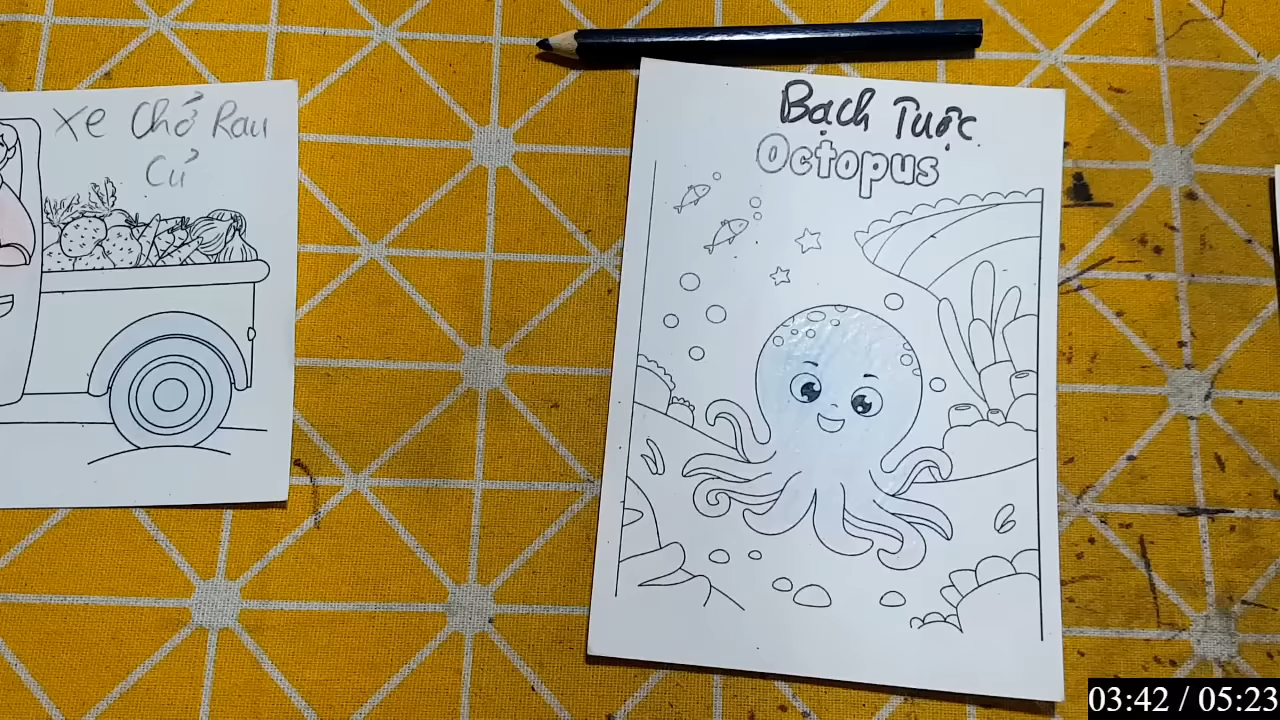 Xe Chở Rau
Củ
Bạch Tuộc
Octopus
03:42 / 05:23